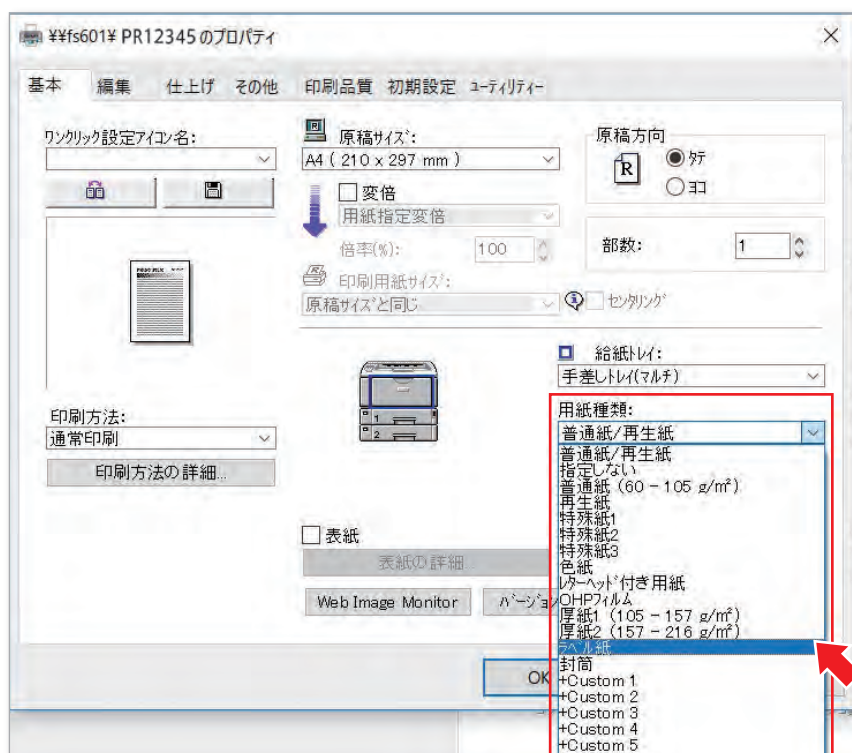 ¥¥fs601¥ PR12345のプロパティ
基本 編集 仕上げ その他 印刷品質 初期設定 ユーティリティー
ワンクリック設定アイコン名:
原稿サイズ:
A4 ( 210 x 297 mm )
変倍
用紙指定変倍
倍率(%): 100
印刷用紙サイズ:
原稿サイズと同じ
センタリング
原稿方向
R
タテ
ヨコ
部数: 1
給紙トレイ:
手差しトレイ(マルチ)
1
2
用紙種類:
普通紙/再生紙
普通紙/再生紙
指定しない
普通紙 (60 - 105 g/m²)
再生紙
特殊紙1
特殊紙2
特殊紙3
色紙
レターヘッド付き用紙
OHPフィルム
厚紙1 (105 - 157 g/m²)
厚紙2 (157 - 216 g/m²)
ラベル紙
封筒
+Custom 1
+Custom 2
+Custom 3
+Custom 4
+Custom 5
印刷方法:
通常印刷
印刷方法の詳細...
表紙
表紙の詳細
Web Image Monitor
バージョン
OK